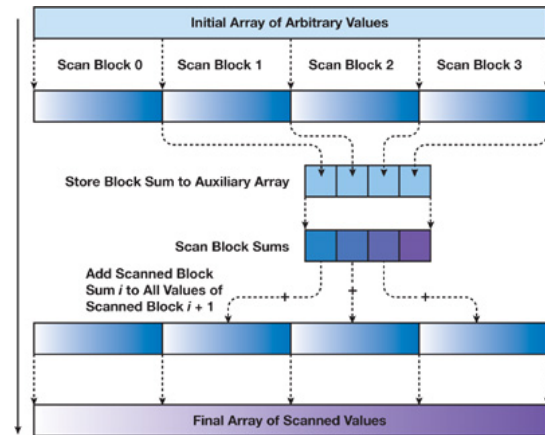 Initial Array of Arbitrary Values
Scan Block 0 Scan Block 1 Scan Block 2 Scan Block 3
Store Block Sum to Auxiliary Array
Scan Block Sums
Add Scanned Block
Sum i to All Values of
Scanned Block i + 1
+ + +
Final Array of Scanned Values